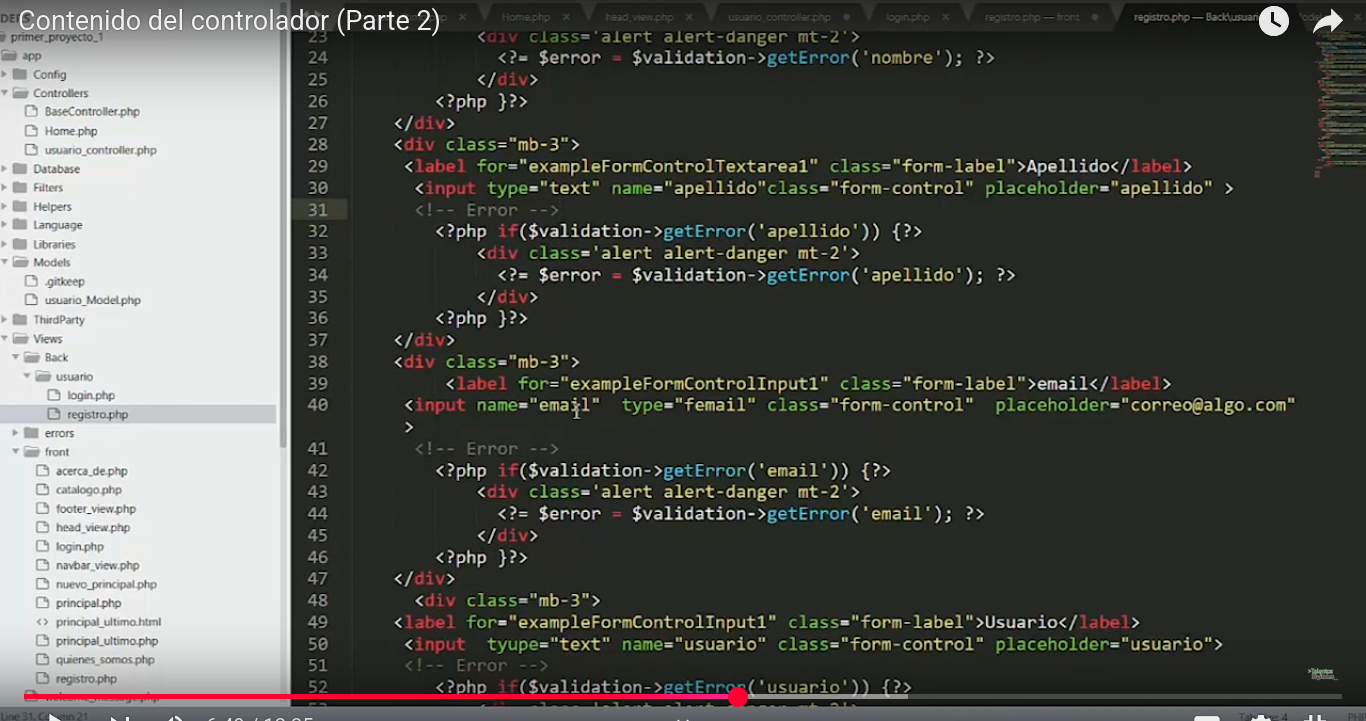 Contenido del controlador (Parte 2)
Home.php
head_view.php
usuario_controller.php
login.php
registro.php — front
registro.php — Back\usuari
primer_proyecto_1
app
Config
Controllers
BaseController.php
Home.php
usuario_controller.php
Database
Filters
Helpers
Language
Libraries
Models
.gitkeep
usuario_Model.php
ThirdParty
Views
Back
usuario
login.php
registro.php
errors
front
acerca_de.php
catalogo.php
footer_view.php
head_view.php
login.php
navbar_view.php
nuevo_principal.php
principal.php
principal_ultimo.html
principal_ultimo.php
quienes_somos.php
registro.php
welcome_message.php
23 <div class='alert alert-danger mt-2'>
24 <?= $error = $validation->getError('nombre'); ?>
25 </div>
26 <?php }?>
27 </div>
28 <div class="mb-3">
29 <label for="exampleFormControlTextarea1" class="form-label">Apellido</label>
30 <input type="text" name="apellido"class="form-control" placeholder="apellido" >
31 <!-- Error -->
32 <?php if($validation->getError('apellido')) {?>
33 <div class='alert alert-danger mt-2'>
34 <?= $error = $validation->getError('apellido'); ?>
35 </div>
36 <?php }?>
37 </div>
38 <div class="mb-3">
39 <label for="exampleFormControlInput1" class="form-label">email</label>
40 <input name="email" type="femail" class="form-control" placeholder="correo@algo.com"
>
41 <!-- Error -->
42 <?php if($validation->getError('email')) {?>
43 <div class='alert alert-danger mt-2'>
44 <?= $error = $validation->getError('email'); ?>
45 </div>
46 <?php }?>
47 </div>
48 <div class="mb-3">
49 <label for="exampleFormControlInput1" class="form-label">Usuario</label>
50 <input tyupe="text" name="usuario" class="form-control" placeholder="usuario">
51 <!-- Error -->
52 <?php if($validation->getError('usuario')) {?>
Line 31, Column 21